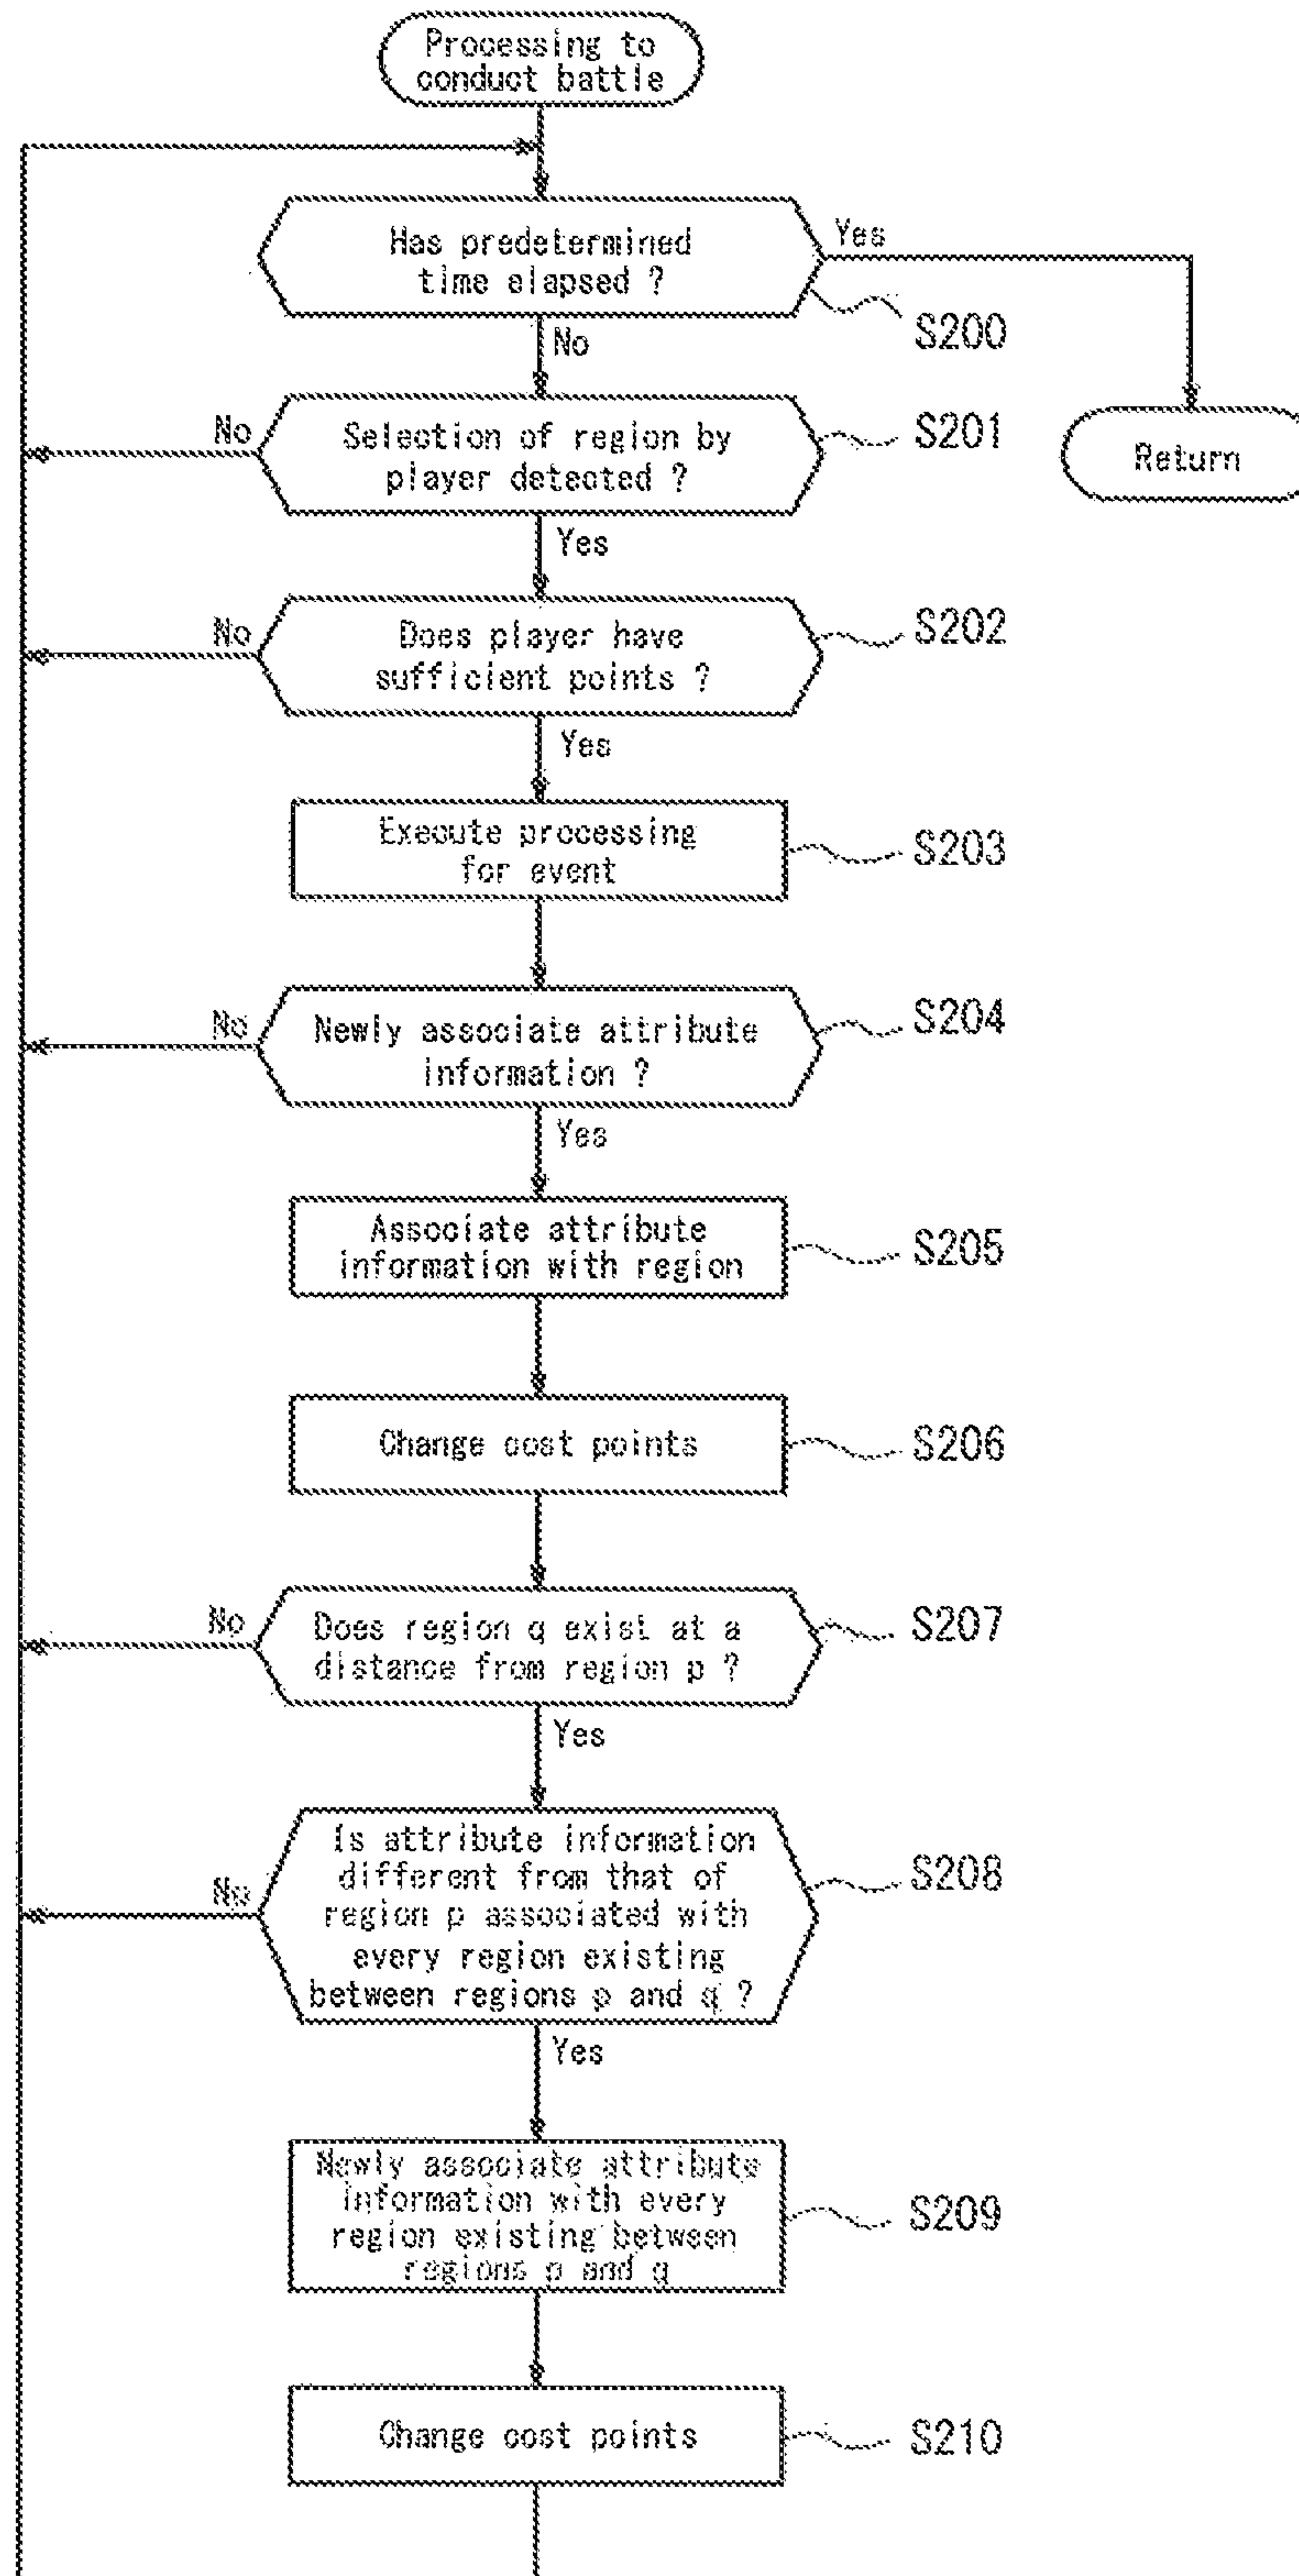 Processing to
conduct battle
Has predetermined
time elapsed ?
Yes
S200
No
Selection of region by
player detected ?
No
S201
Return
Yes
Does player have
sufficient points ?
No
S202
Yes
Execute processing
for event
S203
Newly associate attribute
information ?
No
S204
Yes
Associate attribute
information with region
S205
Change cost points
S206
Does region q exist at a
distance from region p ?
No
S207
Yes
Is attribute information
different from that of
region p associated with
every region existing
between regions p and q ?
No
S208
Yes
Newly associate attribute
information with every
region existing between
regions p and q
S209
Change cost points
S210